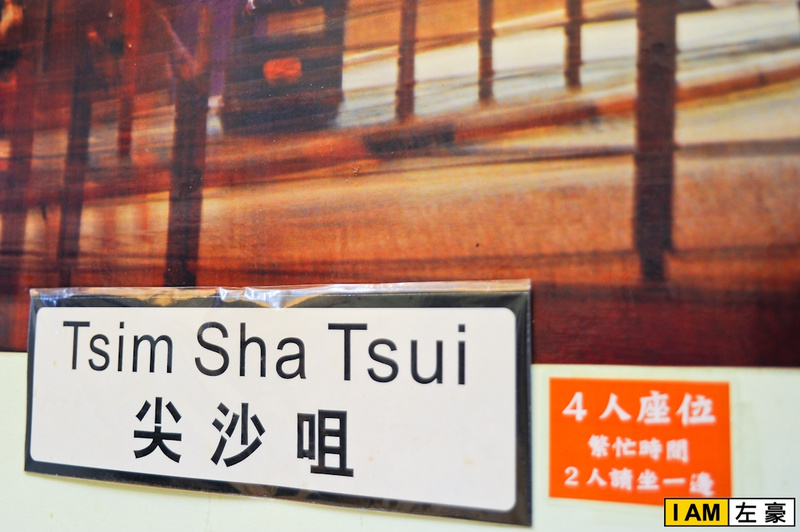 Tsim Sha Tsui
尖沙咀
4人座位
繁忙時間
2人請坐一邊
I AM 左豪